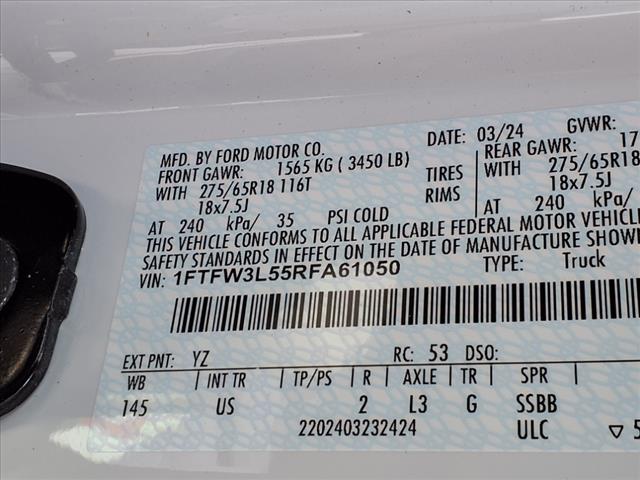 MFD. BY FORD MOTOR CO.
DATE: 03/24 GVWR:
FRONT GAWR: 1565 KG ( 3450 LB) REAR GAWR: 17
WITH 275/65R18 116T TIRES WITH 275/65R18
18x7.5J RIMS 18x7.5J
AT 240 kPa/ 35 PSI COLD AT 240 kPa/
THIS VEHICLE CONFORMS TO ALL APPLICABLE FEDERAL MOTOR VEHICLE
SAFETY STANDARDS IN EFFECT ON THE DATE OF MANUFACTURE SHOW
VIN: 1FTFW3L55RFA61050 TYPE: Truck
EXT PNT: YZ RC: 53 DSO:
WB INT TR TP/PS R AXLE TR SPR
145 US 2 L3 G SSBB
2202403232424 ULC ▽ 5